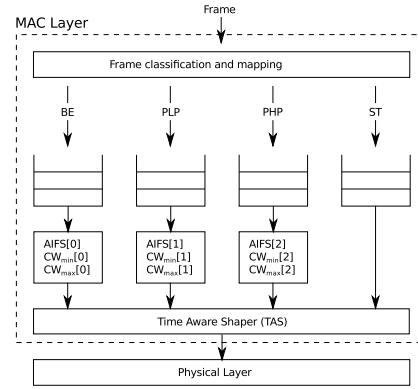 Frame
MAC Layer
Frame classification and mapping
BE PLP PHP ST
AIFS[0] AIFS[1] AIFS[2]
CWmin[0] CWmin[1] CWmin[2]
CWmax[0] CWmax[1] CWmax[2]
Time Aware Shaper (TAS)
Physical Layer